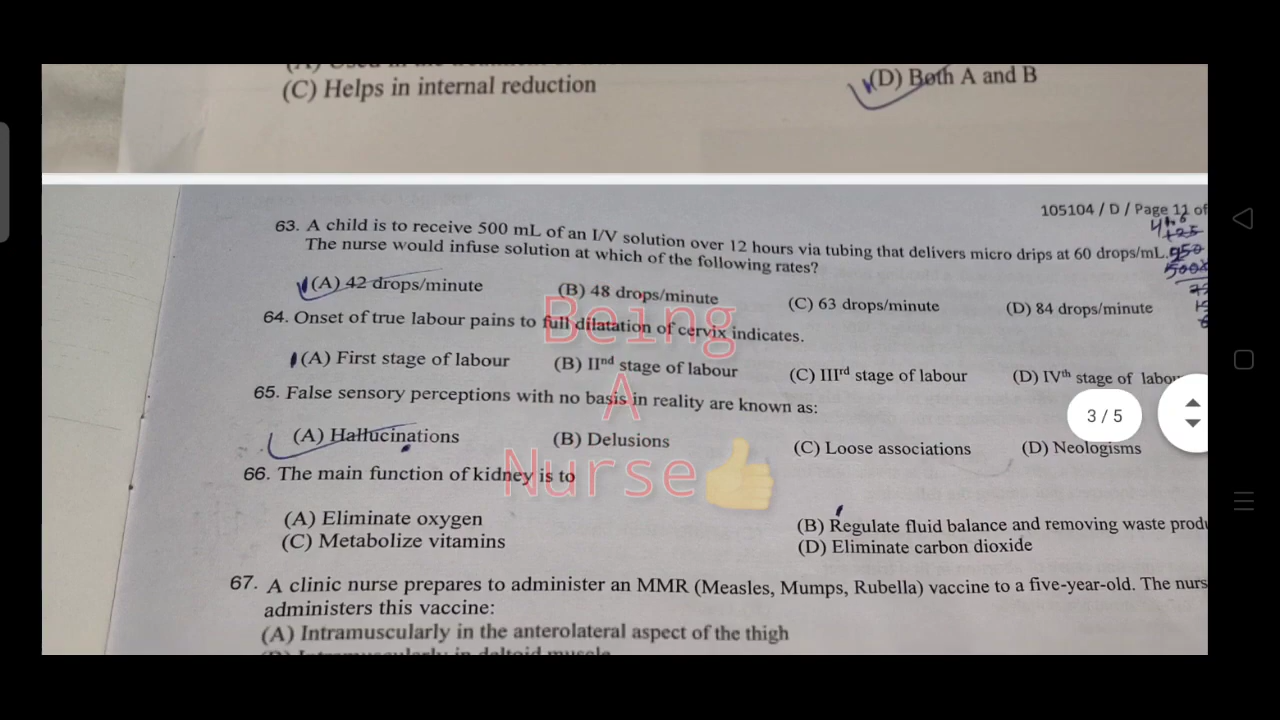 (C) Helps in internal reduction
(D) Both A and B
105104 / D / Page 11 of
63. A child is to receive 500 mL of an I/V solution over 12 hours via tubing that delivers micro drips at 60 drops/mL.
The nurse would infuse solution at which of the following rates?
(A) 42 drops/minute (B) 48 drops/minute (C) 63 drops/minute (D) 84 drops/minute
64. Onset of true labour pains to full dilatation of cervix indicates.
(A) First stage of labour (B) IInd stage of labour (C) IIIrd stage of labour (D) IVth stage of
65. False sensory perceptions with no basis in reality are known as:
(A) Hallucinations (B) Delusions (C) Loose associations (D) Neologisms
3 / 5
66. The main function of kidney is to
(A) Eliminate oxygen (B) Regulate fluid balance and removing waste
(C) Metabolize vitamins (D) Eliminate carbon dioxide
67. A clinic nurse prepares to administer an MMR (Measles, Mumps, Rubella) vaccine to a five-year-old. The
administers this vaccine:
(A) Intramuscularly in the anterolateral aspect of the thigh
Being
A
Nurse